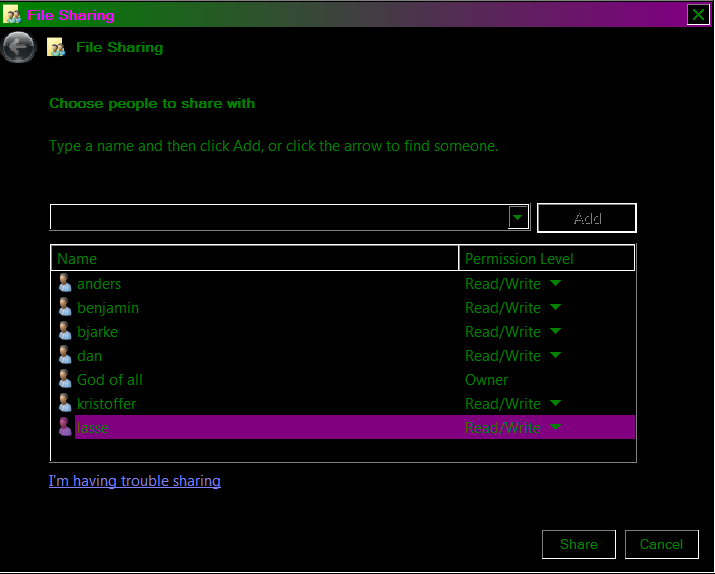 File Sharing
File Sharing
Choose people to share with
Type a name and then click Add, or click the arrow to find someone.
Add
Name Permission Level
anders Read/Write
benjamin Read/Write
bjarke Read/Write
dan Read/Write
God of all Owner
kristoffer Read/Write
lasse Read/Write
I'm having trouble sharing
Share Cancel